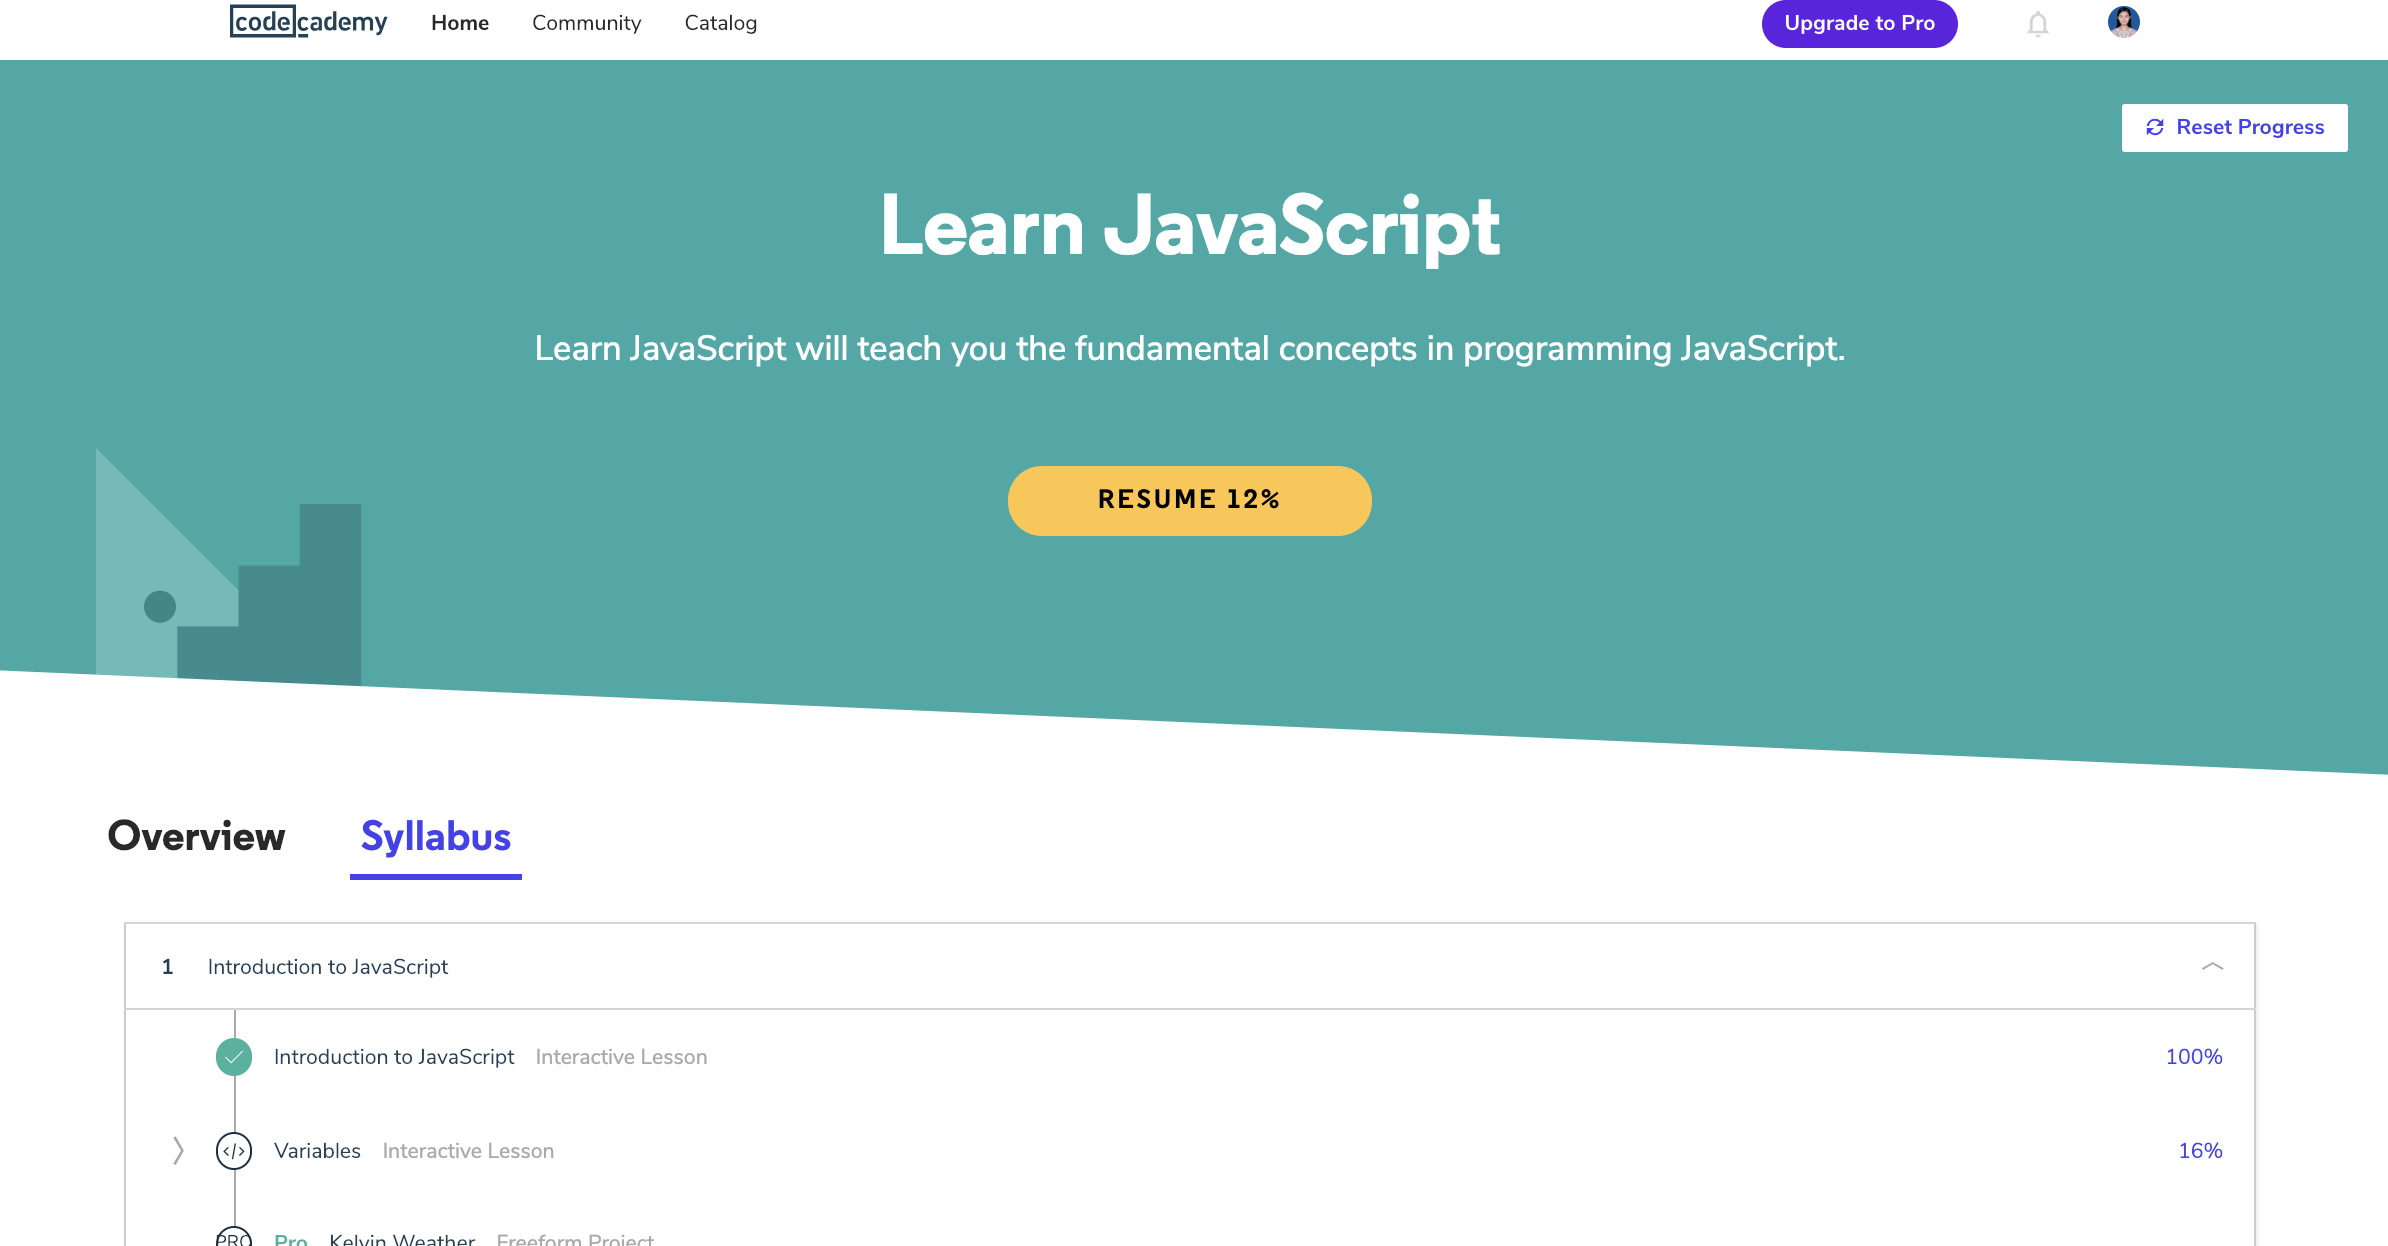 codecademy Home Community Catalog Upgrade to Pro
Reset Progress
Learn JavaScript
Learn JavaScript will teach you the fundamental concepts in programming JavaScript.
RESUME 12%
Overview Syllabus
1 Introduction to JavaScript
Introduction to JavaScript Interactive Lesson 100%
</> Variables Interactive Lesson 16%
PRO Pro Kelvin Weather Freeform Project